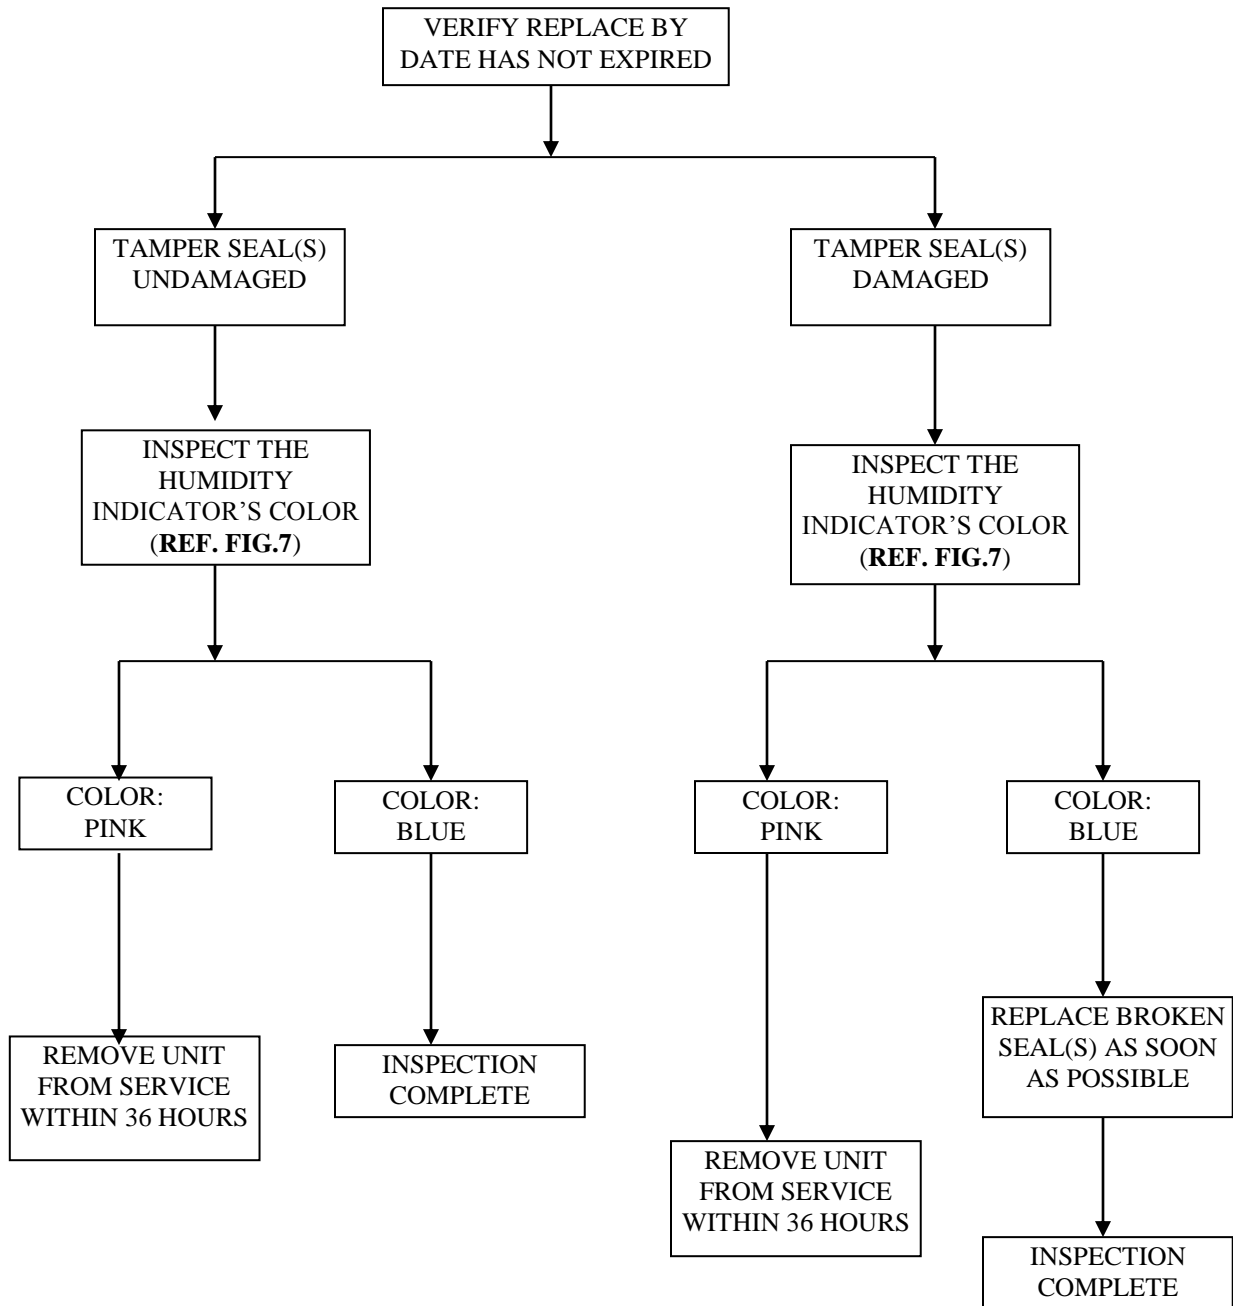 VERIFY REPLACE BY
DATE HAS NOT EXPIRED
TAMPER SEAL(S)
UNDAMAGED
TAMPER SEAL(S)
DAMAGED
INSPECT THE
HUMIDITY
INDICATOR’S COLOR
(REF. FIG.7)
INSPECT THE
HUMIDITY
INDICATOR’S COLOR
(REF. FIG.7)
COLOR:
PINK
COLOR:
BLUE
COLOR:
PINK
COLOR:
BLUE
REMOVE UNIT
FROM SERVICE
WITHIN 36 HOURS
INSPECTION
COMPLETE
REMOVE UNIT
FROM SERVICE
WITHIN 36 HOURS
REPLACE BROKEN
SEAL(S) AS SOON
AS POSSIBLE
INSPECTION
COMPLETE